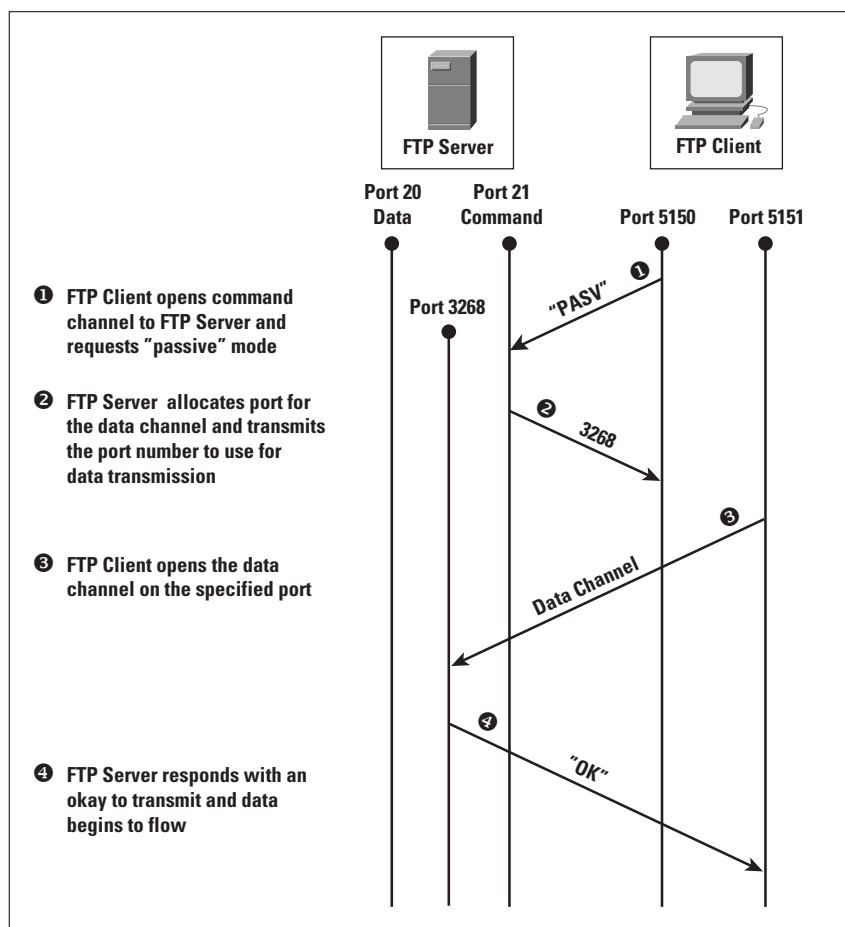 FTP Server
FTP Client
Port 20
Data
Port 21
Command
Port 5150
Port 5151
Port 3268
❶ FTP Client opens command
channel to FTP Server and
requests ″passive″ mode
❶
"PASV"
❷ FTP Server allocates port for
the data channel and transmits
the port number to use for
data transmission
❷
3268
❸ FTP Client opens the data
channel on the specified port
❸
Data Channel
❹ FTP Server responds with an
okay to transmit and data
begins to flow
❹
"OK"